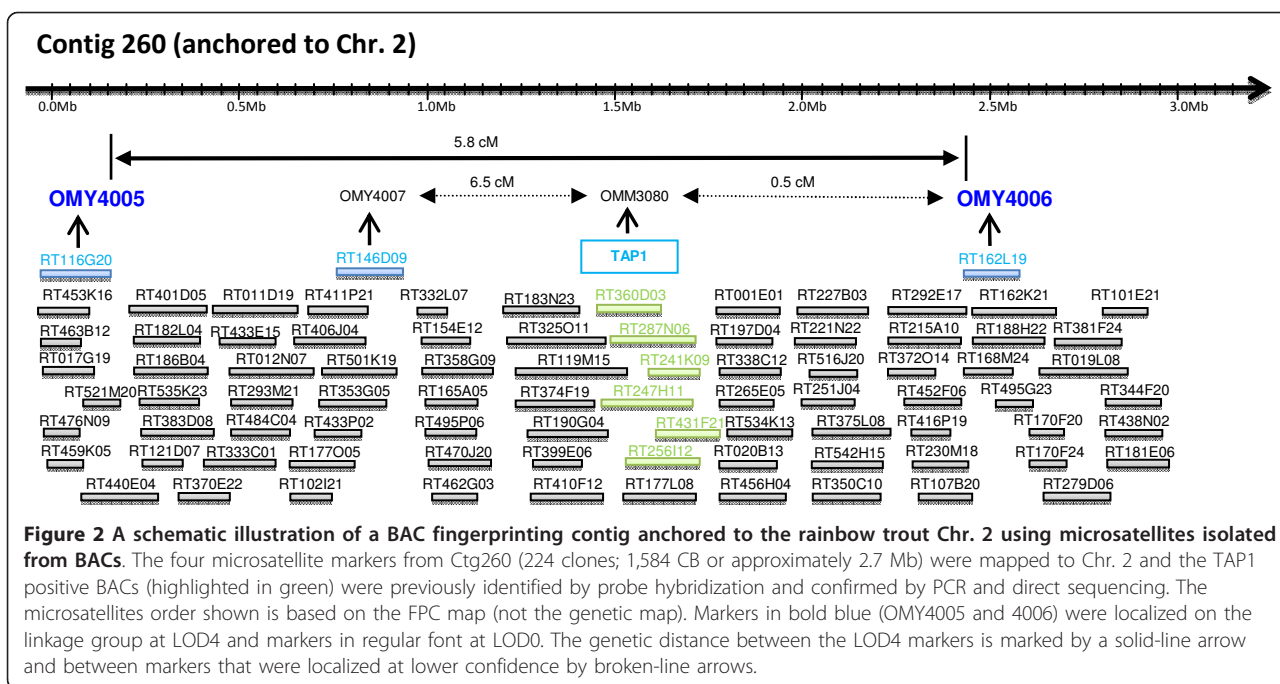 Contig 260 (anchored to Chr. 2)
0.0Mb 0.5Mb 1.0Mb 1.5Mb 2.0Mb 2.5Mb 3.0Mb
5.8 cM
OMY4005 OMY4007 6.5 cM OMM3080 0.5 cM OMY4006
RT116G20 RT146D09 TAP1 RT162L19
RT453K16 RT401D05 RT011D19 RT411P21 RT332L07 RT183N23 RT360D03 RT001E01 RT227B03 RT292E17 RT162K21 RT101E21
RT463B12 RT182L04 RT433E15 RT406J04 RT154E12 RT325O11 RT287N06 RT197D04 RT221N22 RT215A10 RT188H22 RT381F24
RT017G19 RT186B04 RT012N07 RT501K19 RT358G09 RT119M15 RT241K09 RT338C12 RT516J20 RT372O14 RT168M24 RT019L08
RT521M20 RT535K23 RT293M21 RT353G05 RT165A05 RT374F19 RT247H11 RT265E05 RT251J04 RT452F06 RT495G23 RT344F20
RT476N09 RT383D08 RT484C04 RT433P02 RT495P06 RT190G04 RT431F21 RT534K13 RT375L08 RT416P19 RT170F20 RT438N02
RT459K05 RT121D07 RT333C01 RT177O05 RT470J20 RT399E06 RT256I12 RT020B13 RT542H15 RT230M18 RT170F24 RT181E06
RT440E04 RT370E22 RT102I21 RT462G03 RT410F12 RT177L08 RT456H04 RT350C10 RT107B20 RT279D06
Figure 2 A schematic illustration of a BAC fingerprinting contig anchored to the rainbow trout Chr. 2 using microsatellites isolated
from BACs. The four microsatellite markers from Ctg260 (224 clones; 1,584 CB or approximately 2.7 Mb) were mapped to Chr. 2 and the TAP1
positive BACs (highlighted in green) were previously identified by probe hybridization and confirmed by PCR and direct sequencing. The
microsatellites order shown is based on the FPC map (not the genetic map). Markers in bold blue (OMY4005 and 4006) were localized on the
linkage group at LOD4 and markers in regular font at LOD0. The genetic distance between the LOD4 markers is marked by a solid-line arrow
and between markers that were localized at lower confidence by broken-line arrows.